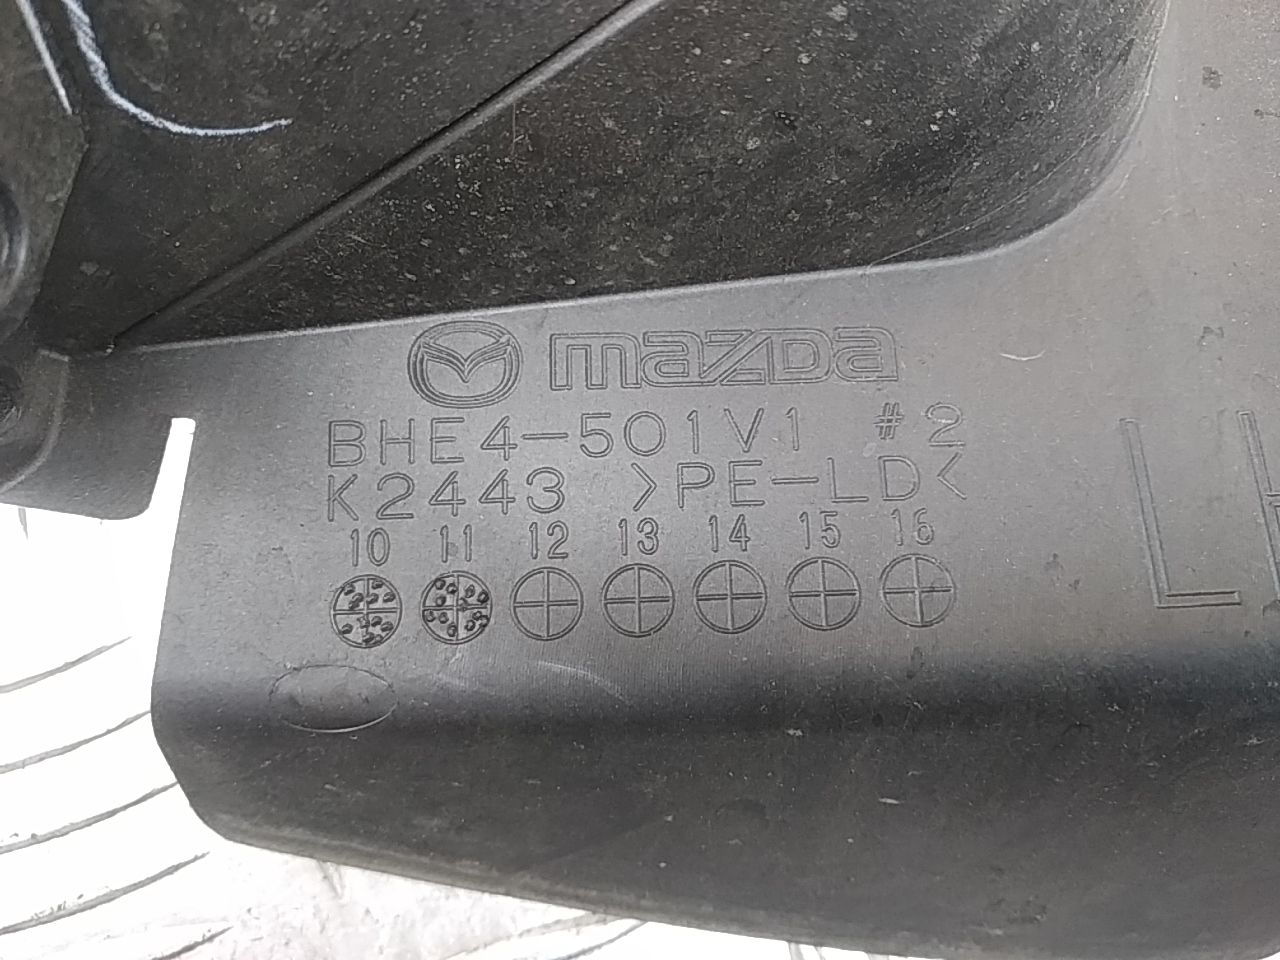 mazda
BHE4-501V1 #2
K2443 >PE-LD<
10 11 12 13 14 15 16